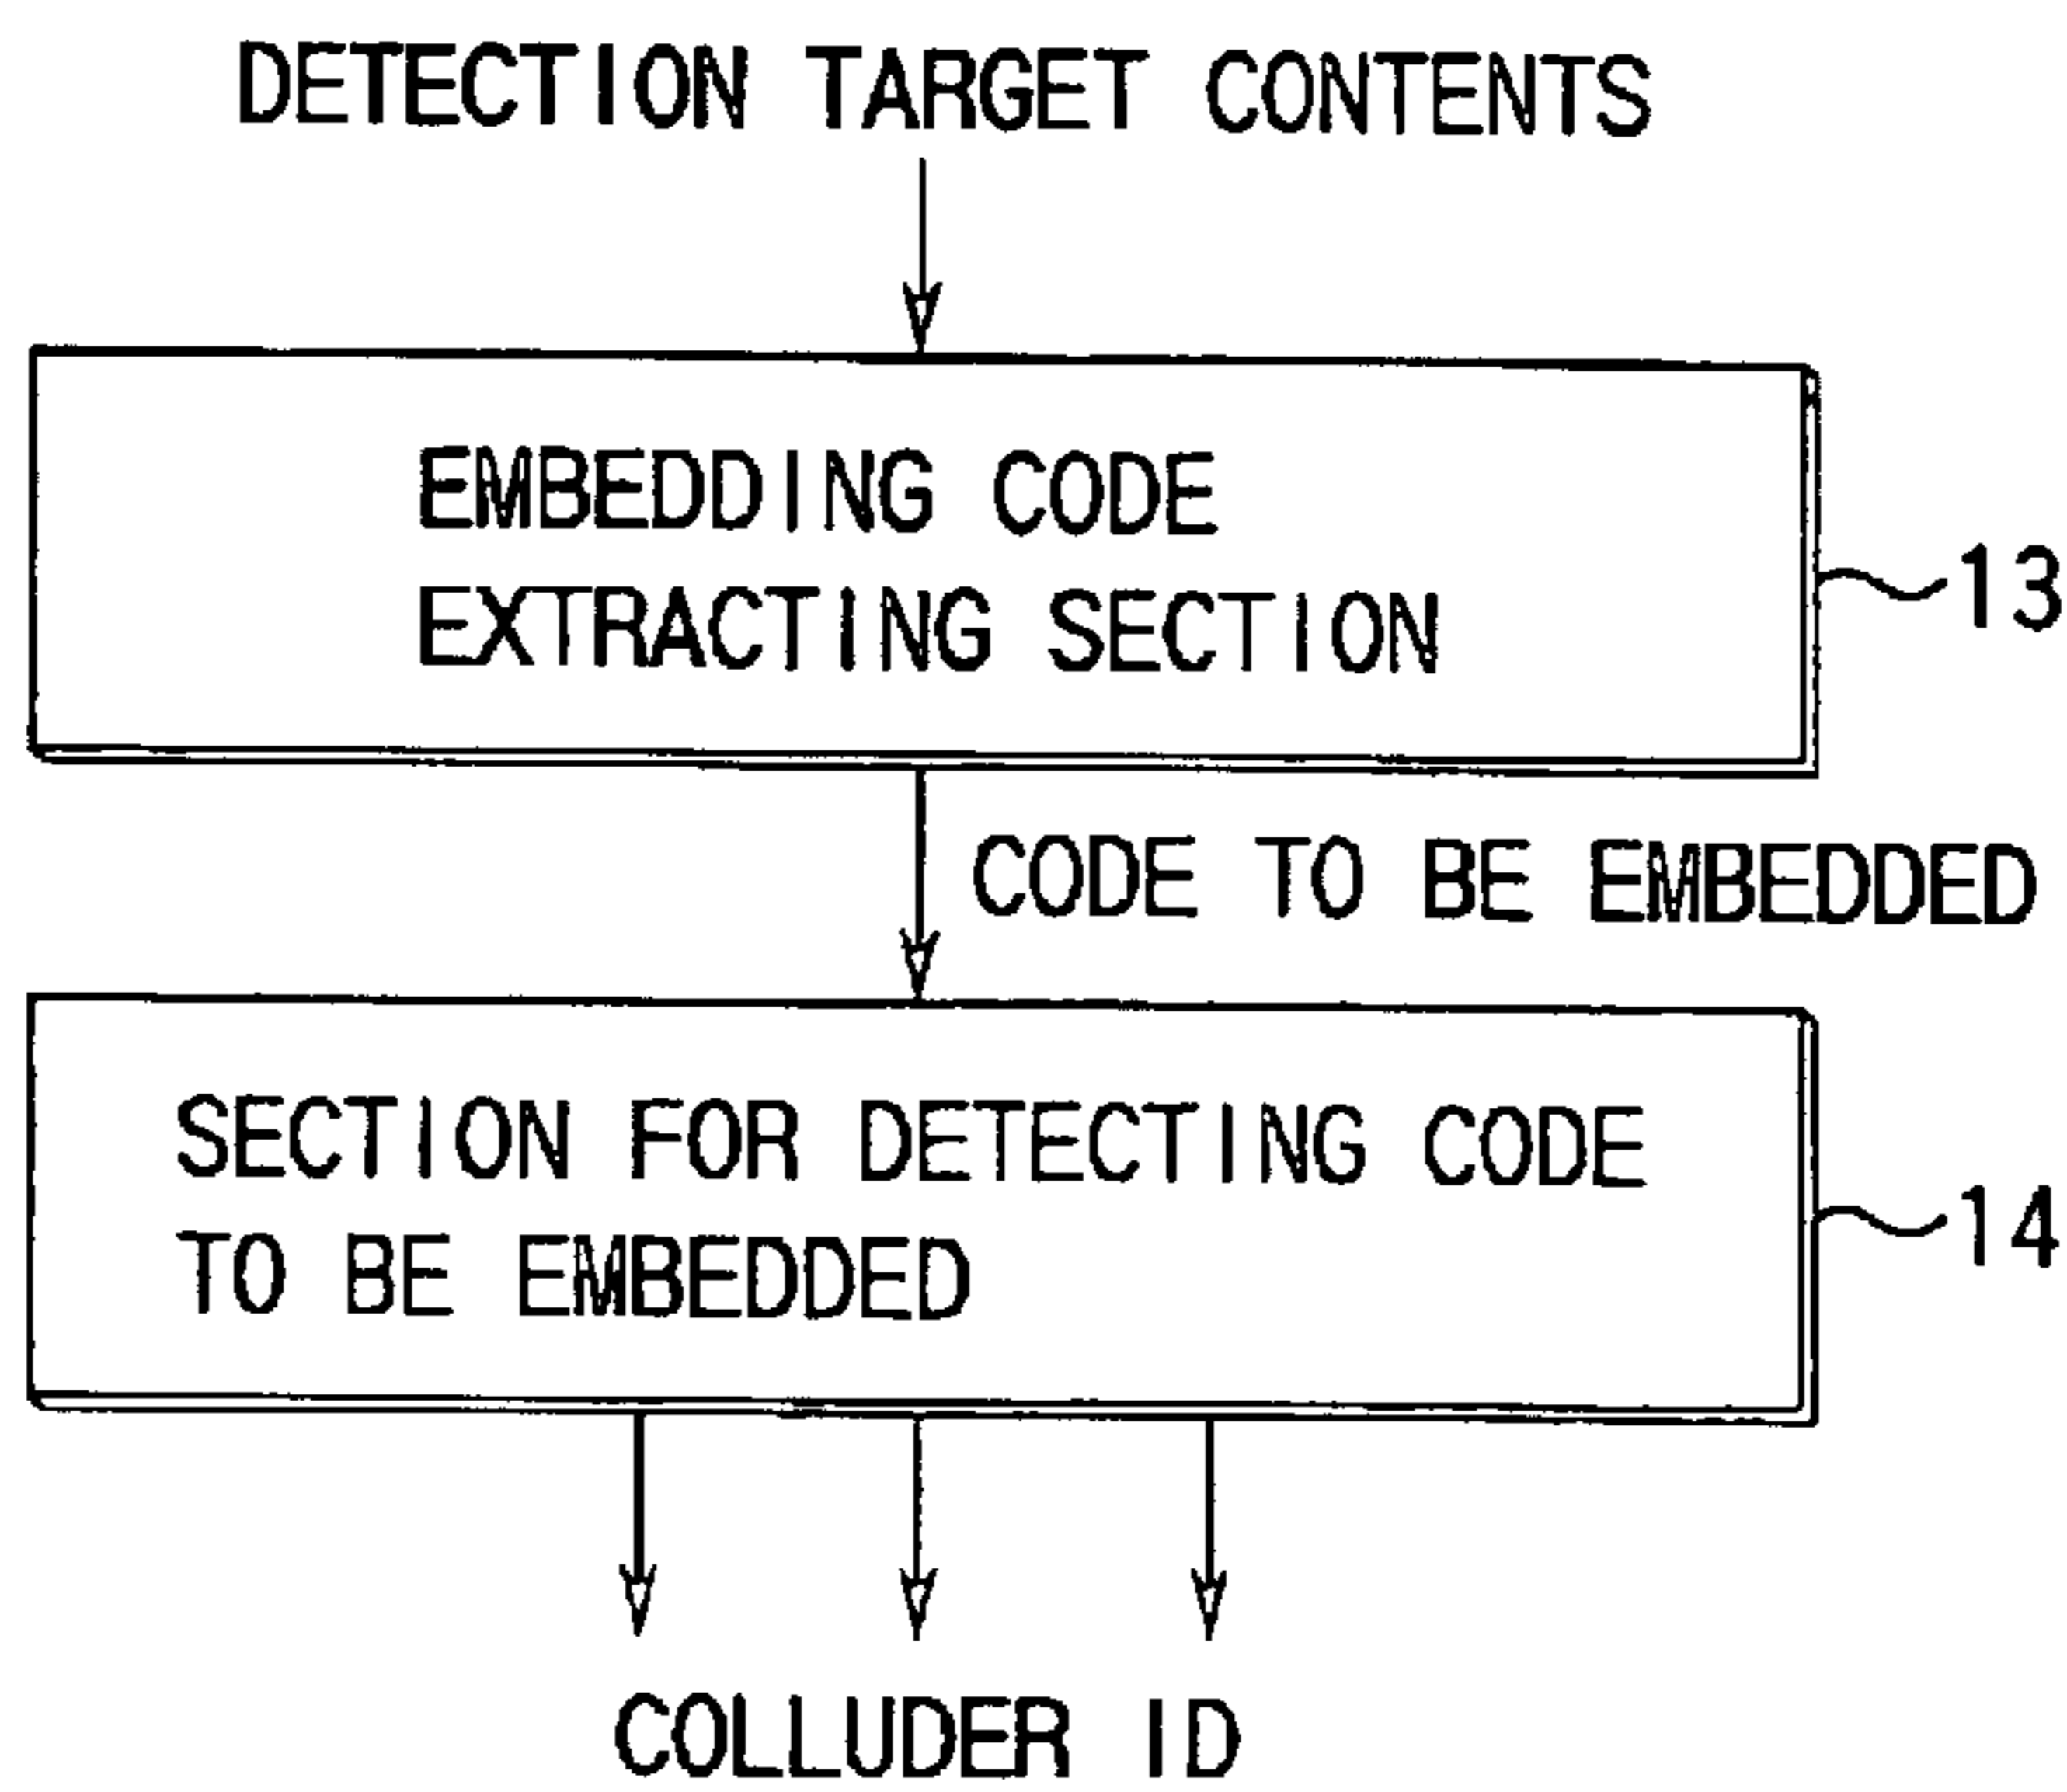 DETECTION TARGET CONTENTS
EMBEDDING CODE
EXTRACTING SECTION
13
CODE TO BE EMBEDDED
SECTION FOR DETECTING CODE
TO BE EMBEDDED
14
COLLUDER ID